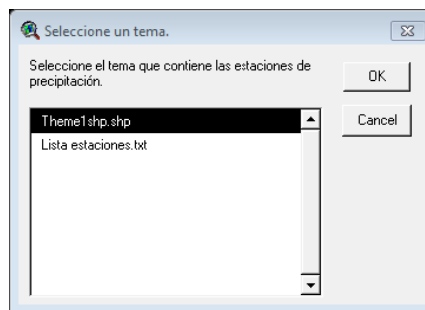 Seleccione un tema.
Seleccione el tema que contiene las estaciones de
precipitación.
OK
Cancel
Theme1shp.shp
Lista estaciones.txt